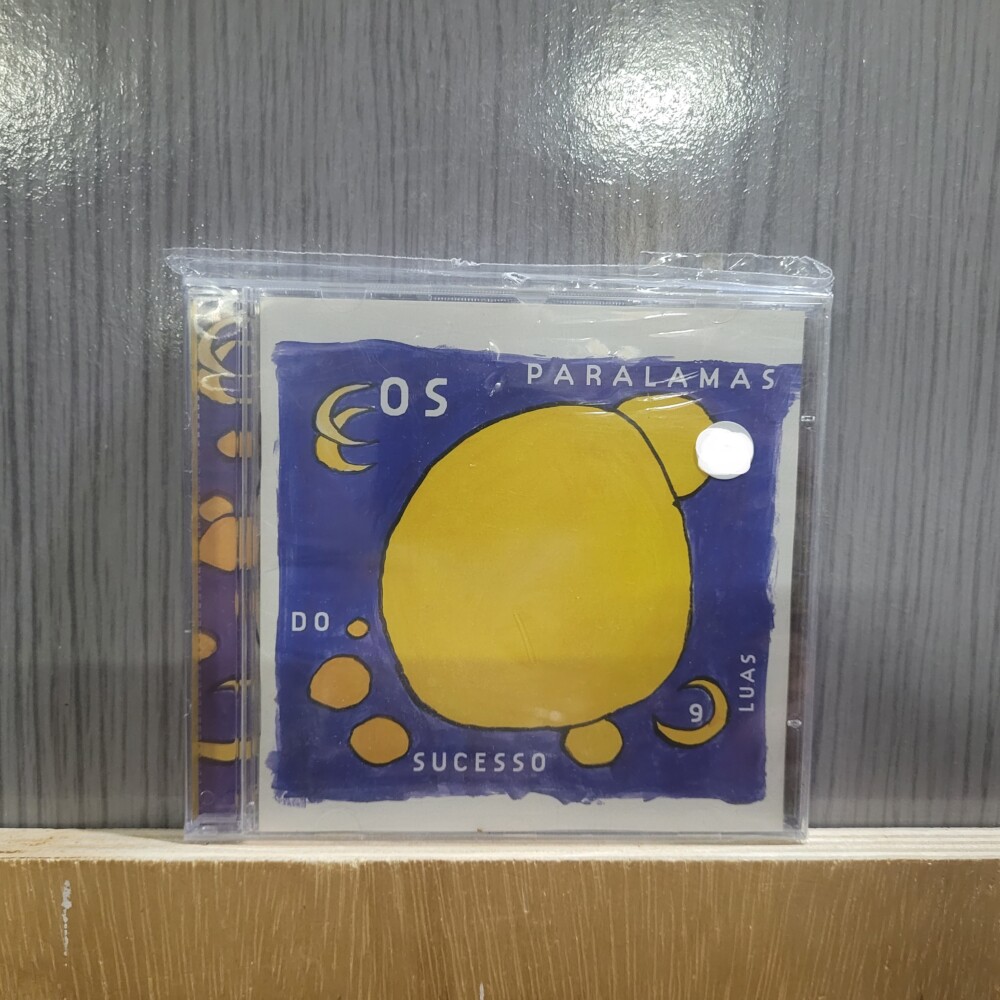 OS
PARALAMAS
DO
SUCESSO
9
LUAS